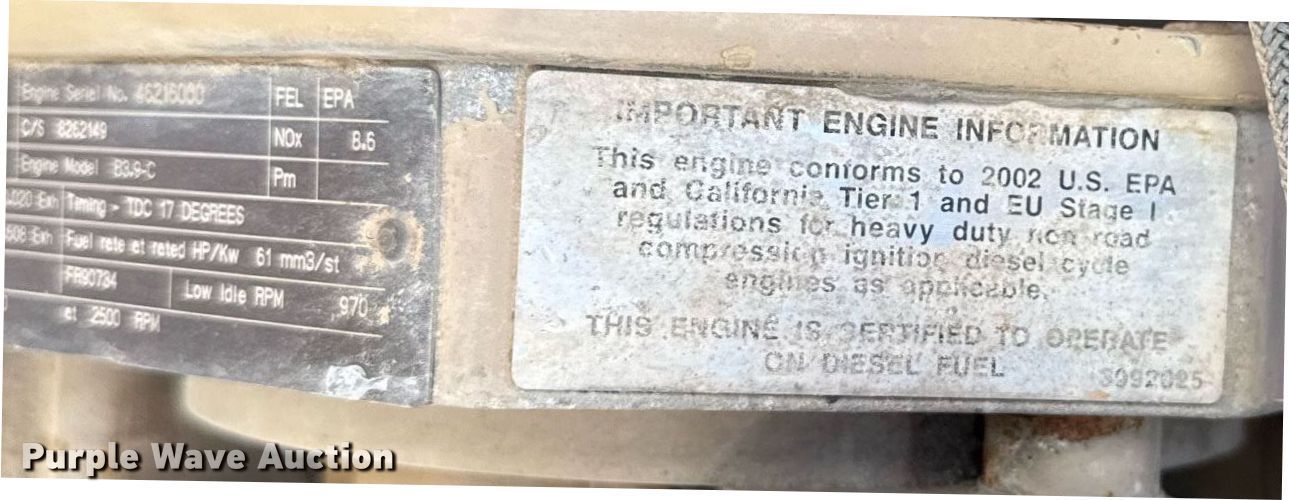 Engine Serial No. 46216060 FEL EPA
C/S 8262149 NOx 8.6
Engine Model B3.9-C Pm
.020 Exh Timing - TDC 17 DEGREES
Exh Fuel rate at rated HP/Kw 61 mm3/st
FR90734 Low Idle RPM 970
at 2500 RPM
IMPORTANT ENGINE INFORMATION
This engine conforms to 2002 U.S. EPA
and California Tier 1 and EU Stage I
regulations for heavy duty non road
compression ignition diesel cycle
engines as applicable.
THIS ENGINE IS CERTIFIED TO OPERATE
ON DIESEL FUEL
3992025
Purple Wave Auction